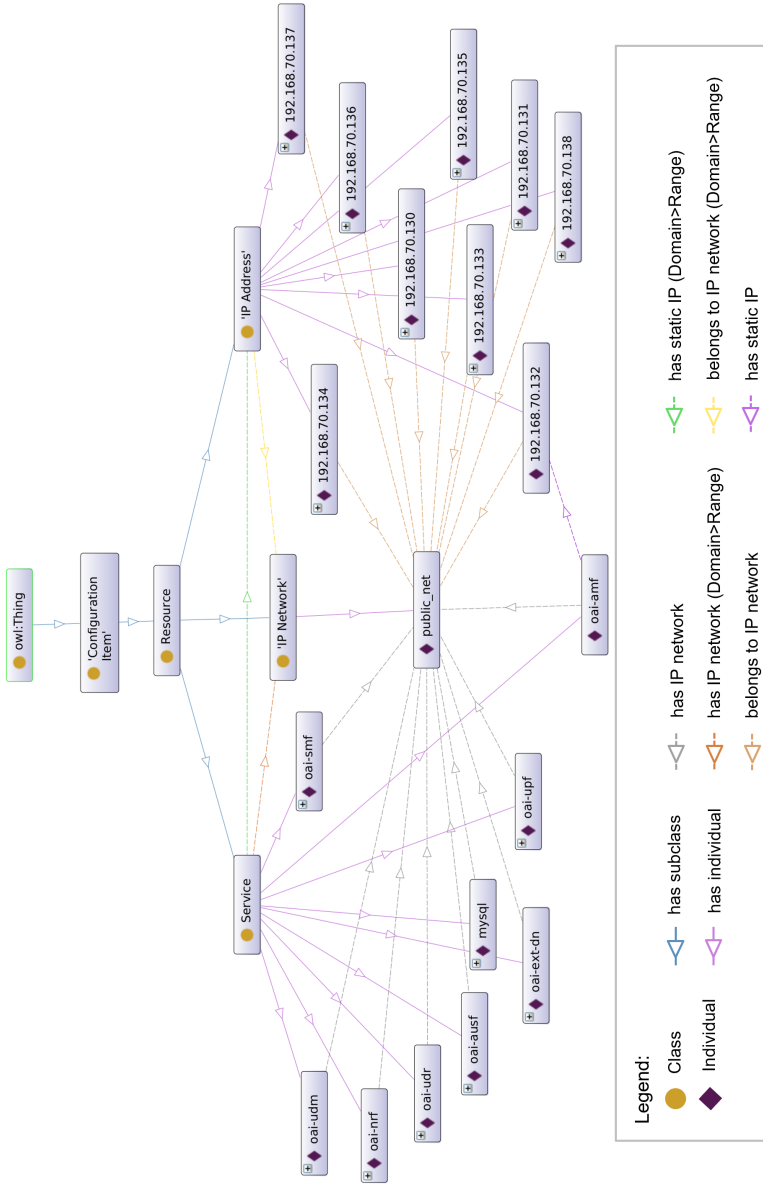 owl:Thing
'Configuration
Item'
Resource
Service
'IP Network'
'IP Address'
oai-udm
oai-nrf
oai-udr
oai-ausf
oai-ext-dn
mysql
oai-upf
oai-smf
public_net
oai-amf
192.168.70.134
192.168.70.132
192.168.70.133
192.168.70.130
192.168.70.138
192.168.70.131
192.168.70.135
192.168.70.136
192.168.70.137
Legend:
Class
has subclass
has IP network
has static IP (Domain>Range)
Individual
has individual
has IP network (Domain>Range)
belongs to IP network (Domain>Range)
belongs to IP network
has static IP